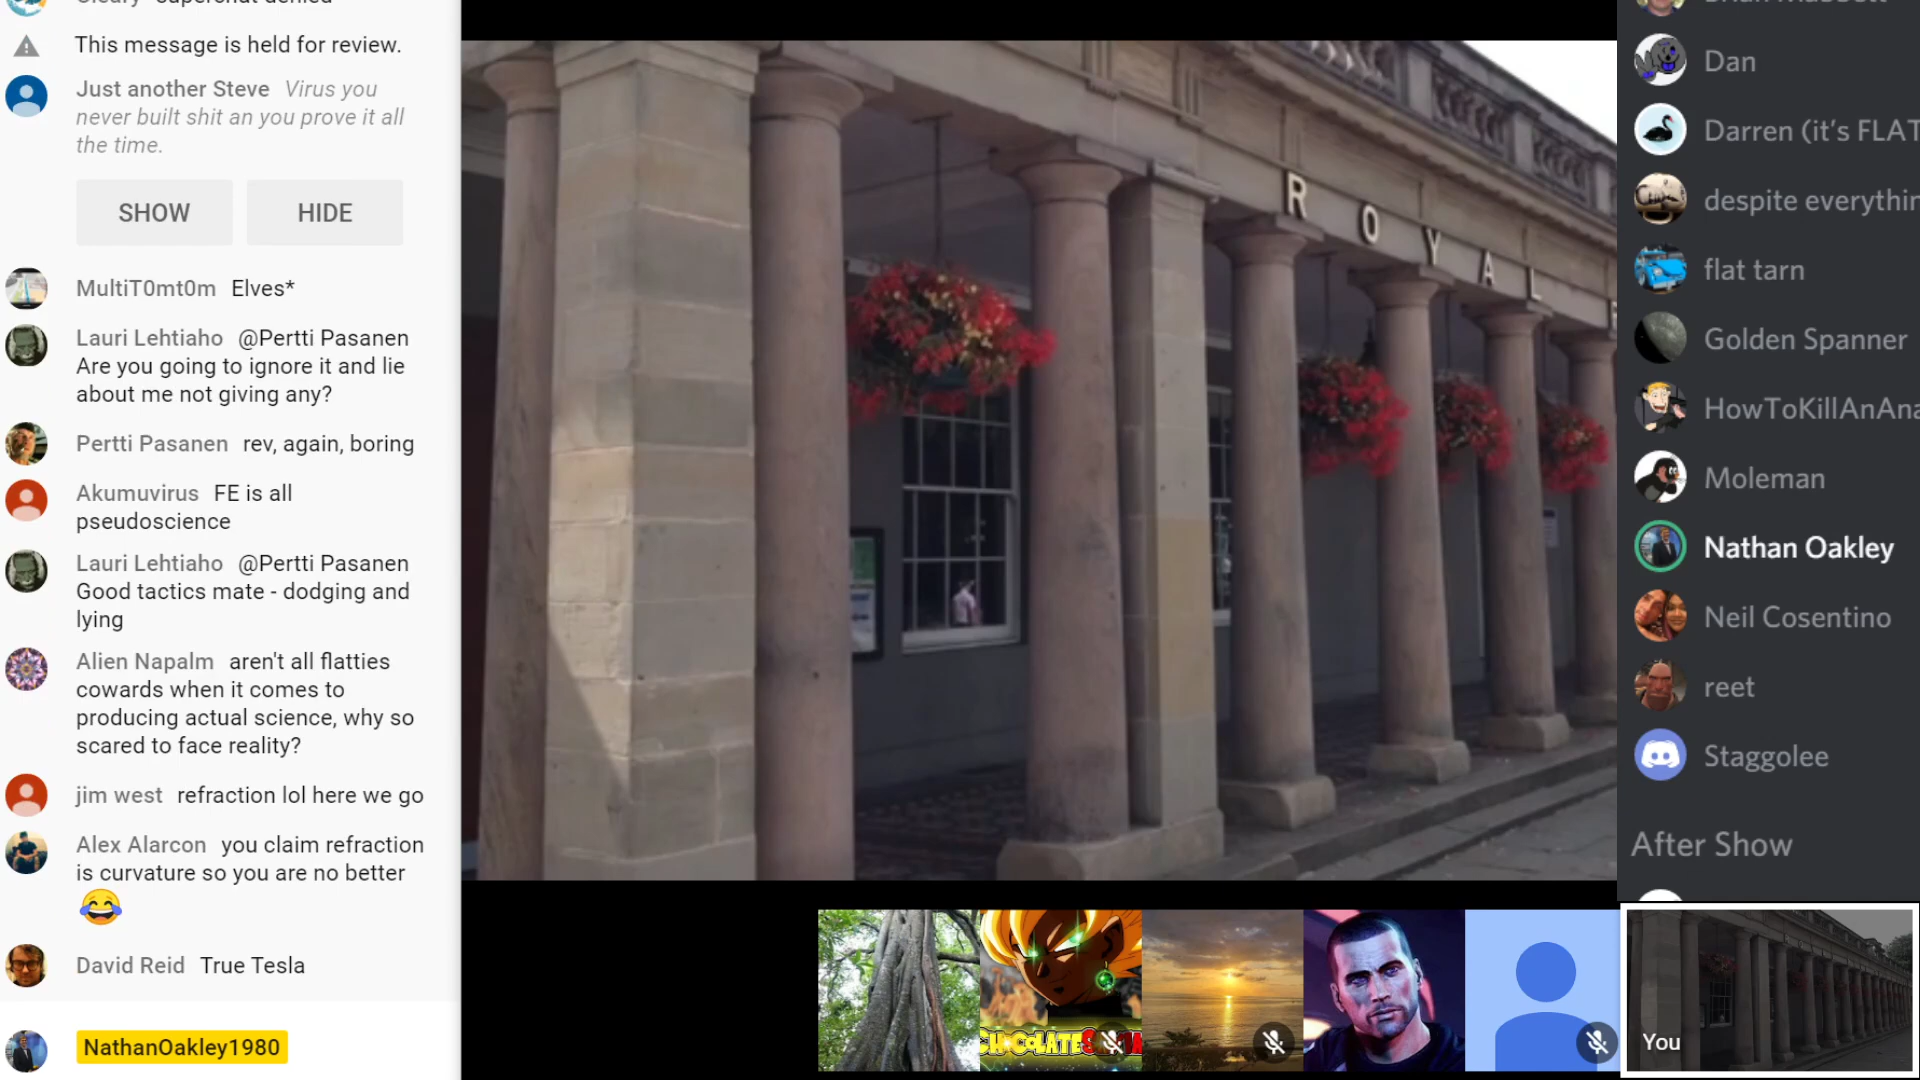 Cleary superchat denied
This message is held for review.
Just another Steve Virus you
never built shit an you prove it all
the time.
SHOW HIDE
MultiT0mt0m Elves*
Lauri Lehtiaho @Pertti Pasanen
Are you going to ignore it and lie
about me not giving any?
Pertti Pasanen rev, again, boring
Akumuvirus FE is all
pseudoscience
Lauri Lehtiaho @Pertti Pasanen
Good tactics mate - dodging and
lying
Alien Napalm aren't all flatties
cowards when it comes to
producing actual science, why so
scared to face reality?
jim west refraction lol here we go
Alex Alarcon you claim refraction
is curvature so you are no better
David Reid True Tesla
NathanOakley1980
ROYAL
Dan
Darren (it’s FLAT
despite everythin
flat tarn
Golden Spanner
HowToKillAnAna
Moleman
Nathan Oakley
Neil Cosentino
reet
Staggolee
After Show
You